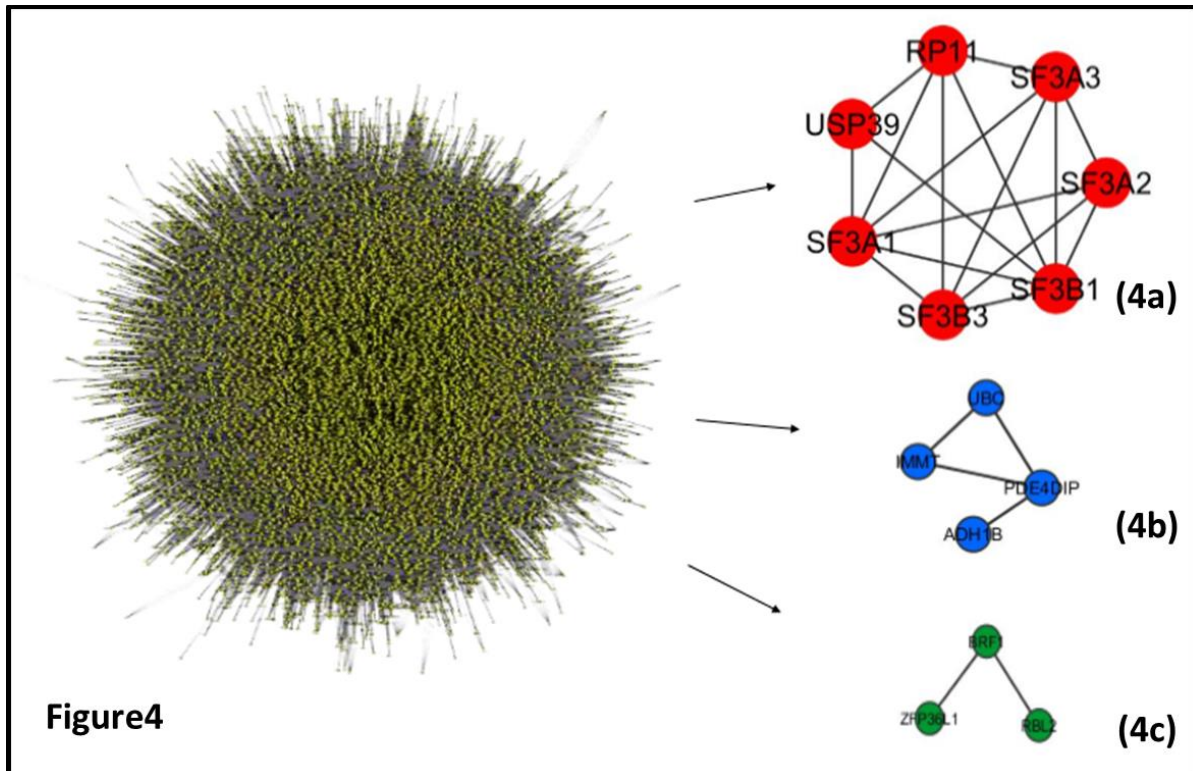 RP11
SF3A3
USP39
SF3A2
SF3A1
SF3B1
SF3B3
(4a)
UBC
IMMT
PDE4DIP
ADH1B
(4b)
BRF1
ZFP36L1
RBL2
(4c)
Figure4